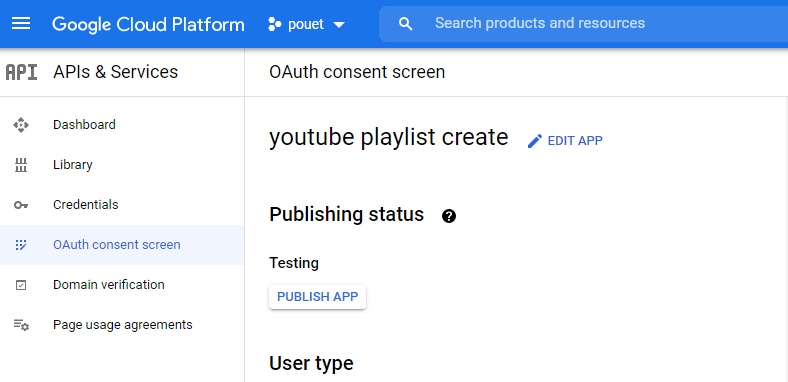 Google Cloud Platform pouet Search products and resources
API APIs & Services OAuth consent screen
youtube playlist create EDIT APP
Dashboard
Library
Credentials
OAuth consent screen
Domain verification
Page usage agreements
Publishing status ?
Testing
PUBLISH APP
User type